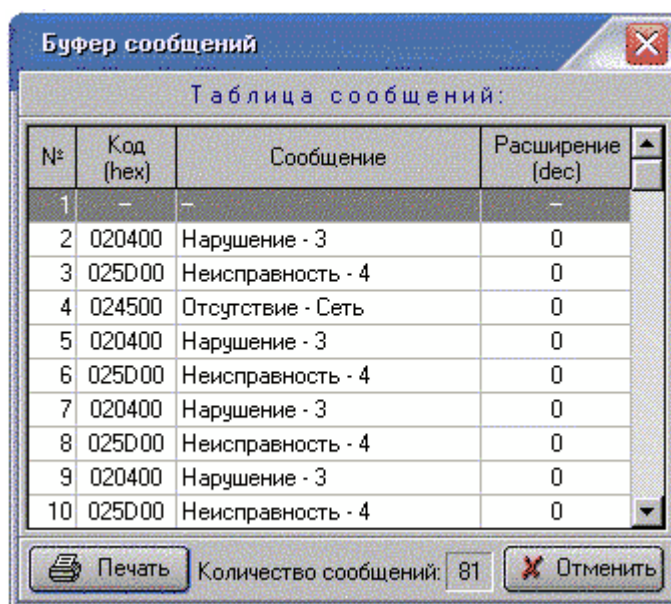 Буфер сообщений
Таблица сообщений:
№ Код (hex) Сообщение Расширение (dec)
1 – – –
2 020400 Нарушение - 3 0
3 025D00 Неисправность - 4 0
4 024500 Отсутствие - Сеть 0
5 020400 Нарушение - 3 0
6 025D00 Неисправность - 4 0
7 020400 Нарушение - 3 0
8 025D00 Неисправность - 4 0
9 020400 Нарушение - 3 0
10 025D00 Неисправность - 4 0
Печать Количество сообщений: 81 Отменить